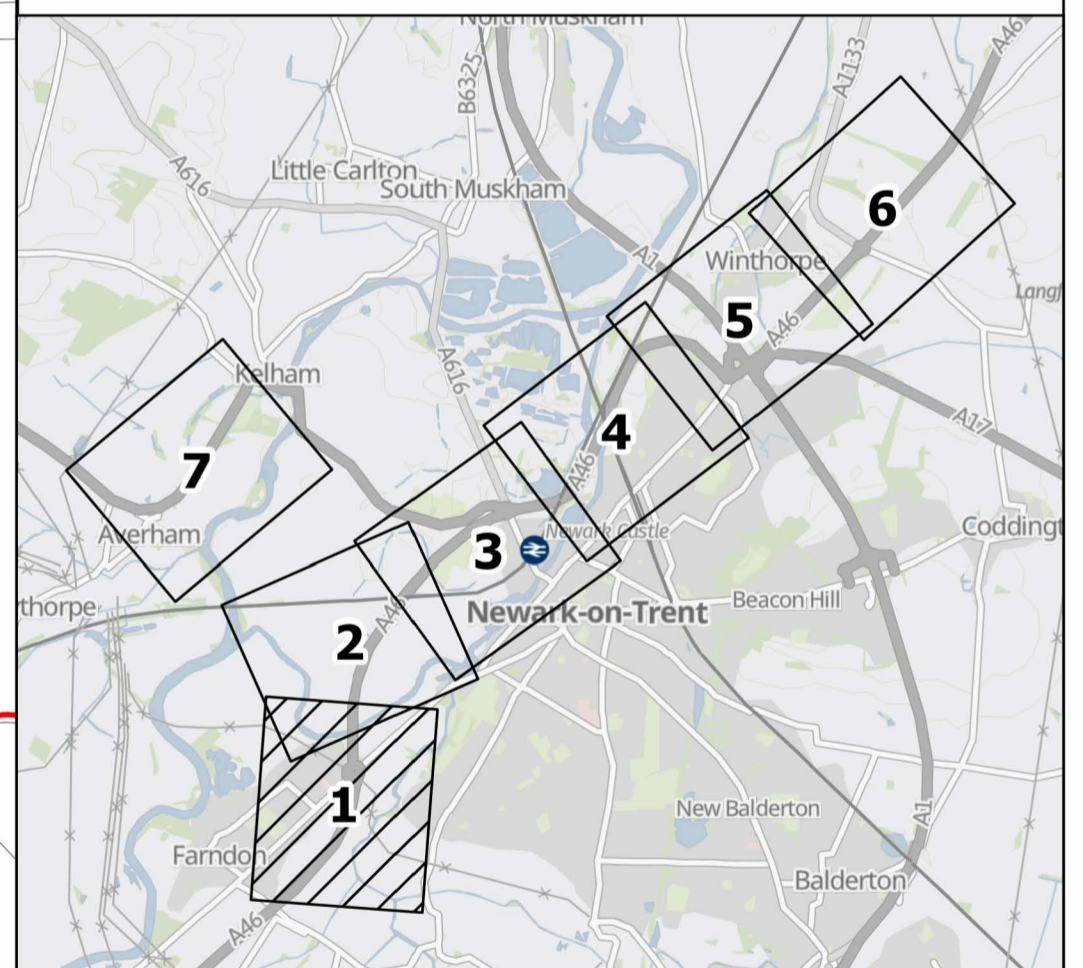 North Muskham
A46
A1133
B6325
A616
Little Carlton
South Muskham
6
A1
Winthorpe
5
A46
Kelham
A616
4
A17
7
A46
Averham
Newark Castle
Coddingt
3
thorpe
A46
Newark-on-Trent
Beacon Hill
2
1
New Balderton
A1
Farndon
Balderton
A46